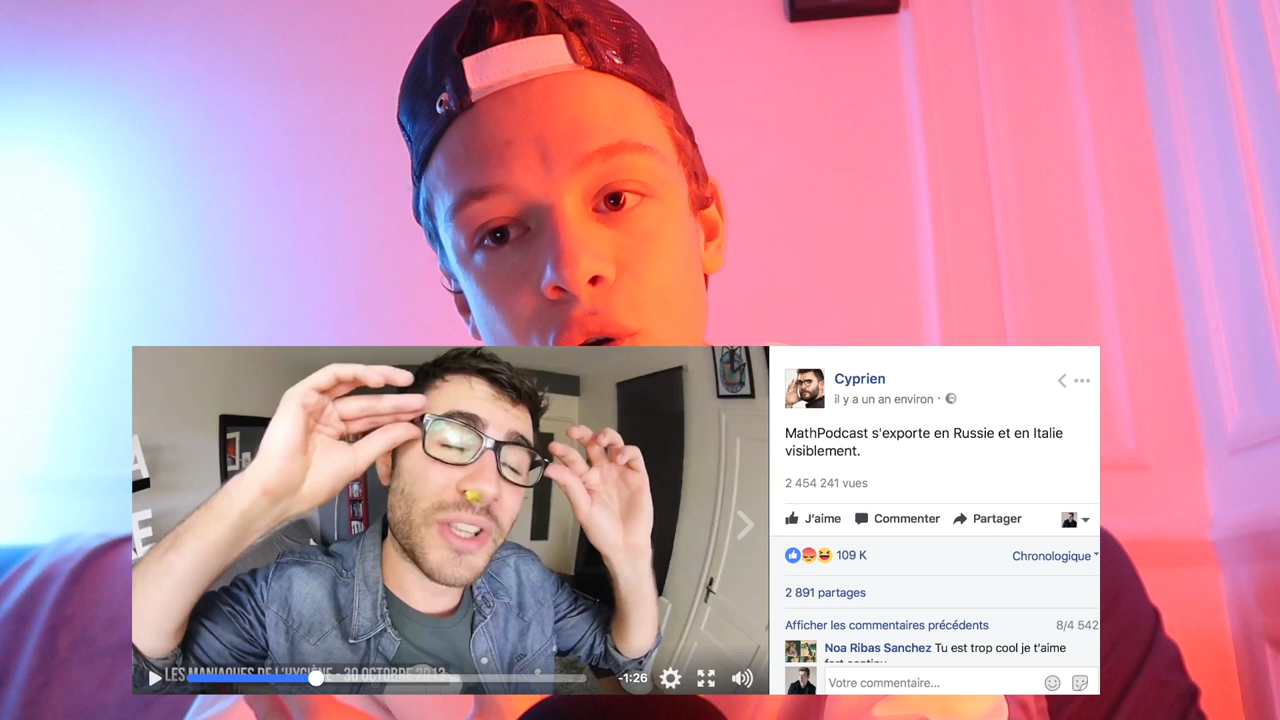 Cyprien
il y a un an environ ·
MathPodcast s'exporte en Russie et en Italie
visiblement.
2 454 241 vues
J'aime Commenter Partager
109 K Chronologique
2 891 partages
Afficher les commentaires précédents 8/4 542
Noa Ribas Sanchez Tu est trop cool je t'aime
fort continu
Votre commentaire...
LES MANIAQUES DE L'HYGIÈNE - 30 OCTOBRE 2013
-1:26